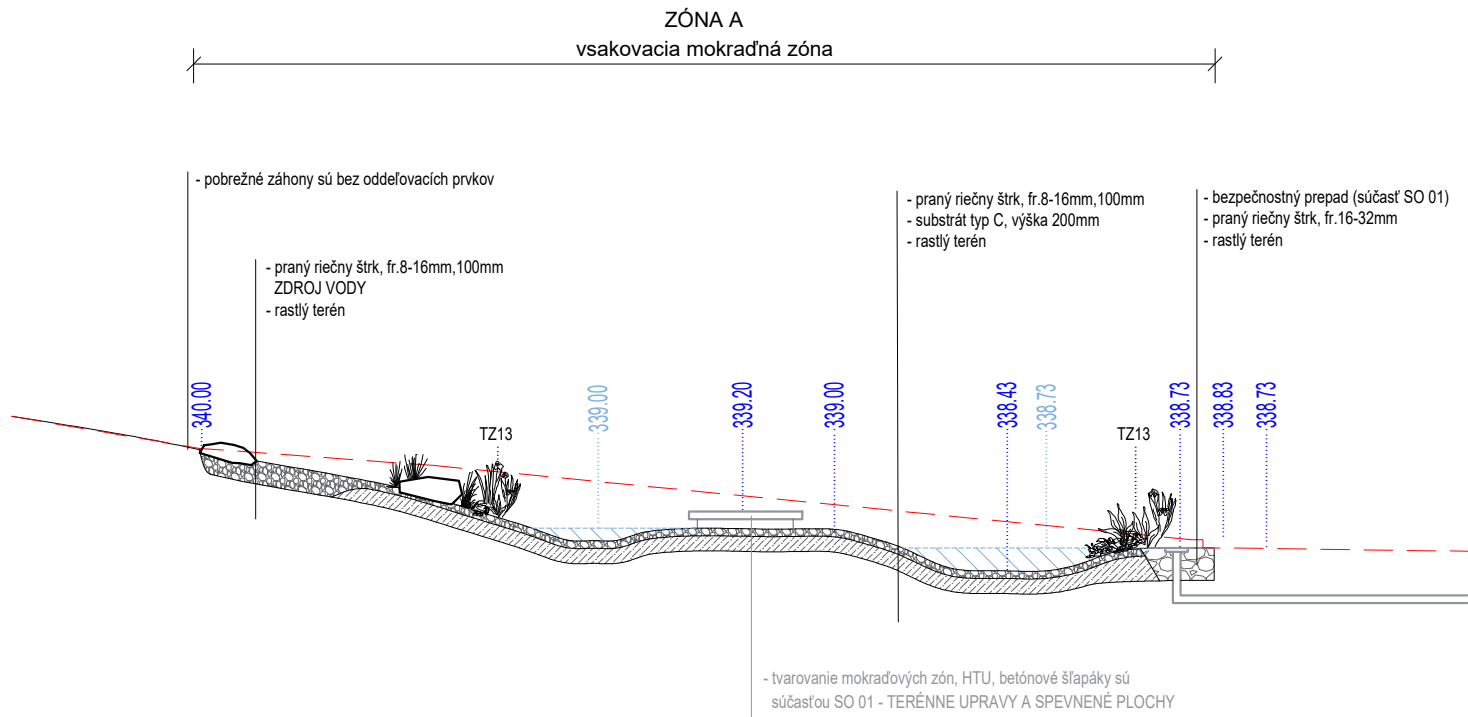 ZÓNA A
vsakovacia mokraďná zóna
- pobrežné záhony sú bez oddeľovacích prvkov
- praný riečny štrk, fr.8-16mm,100mm
ZDROJ VODY
- rastlý terén
- praný riečny štrk, fr.8-16mm,100mm
- substrát typ C, výška 200mm
- rastlý terén
- bezpečnostný prepad (súčasť SO 01)
- praný riečny štrk, fr.16-32mm
- rastlý terén
340.00
TZ13
339.00
339.20
339.00
338.43
338.73
TZ13
338.73
338.83
338.73
- tvarovanie mokraďových zón, HTU, betónové šľapáky sú
súčasťou SO 01 - TERÉNNE UPRAVY A SPEVNENÉ PLOCHY